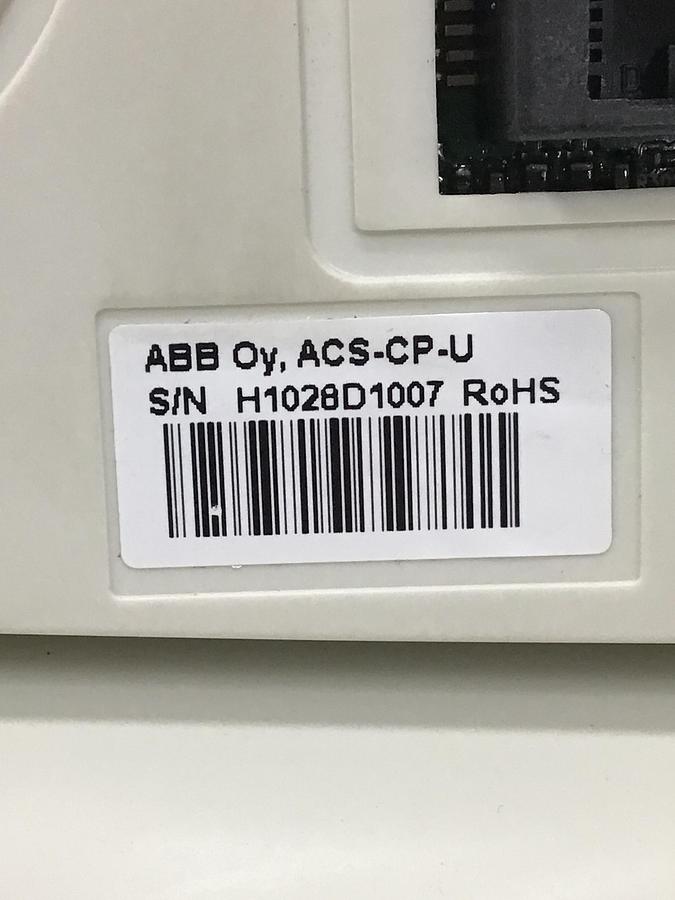 ABB Oy, ACS-CP-U
S/N H1028D1007 RoHS